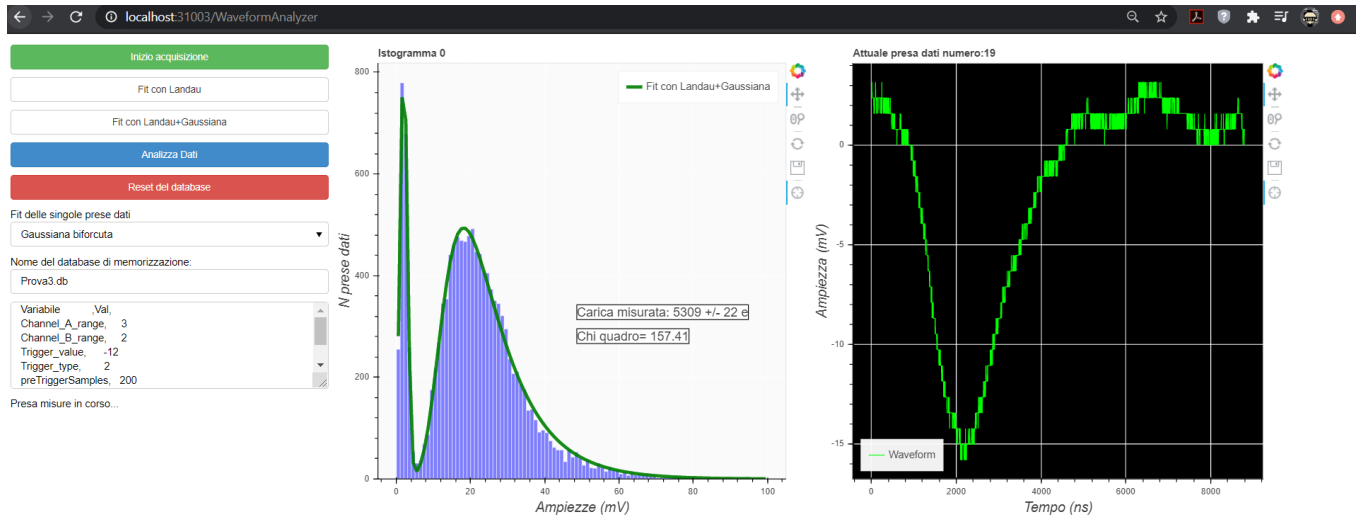 localhost:31003/WaveformAnalyzer
Inizio acquisizione
Fit con Landau
Fit con Landau+Gaussiana
Analizza Dati
Reset del database
Fit delle singole prese dati
Gaussiana biforcuta
Nome del database di memorizzazione:
Prova3.db
Variabile ,Val,
Channel_A_range, 3
Channel_B_range, 2
Trigger_value, -12
Trigger_type, 2
preTriggerSamples, 200
Presa misure in corso...
Istogramma 0
Fit con Landau+Gaussiana
Carica misurata: 5309 +/- 22 e
Chi quadro= 157.41
N prese dati
800
600
400
200
0
0 20 40 60 80 100
Ampiezze (mV)
Attuale presa dati numero:19
Ampiezza (mV)
0
-5
-10
-15
Waveform
0 2000 4000 6000 8000
Tempo (ns)